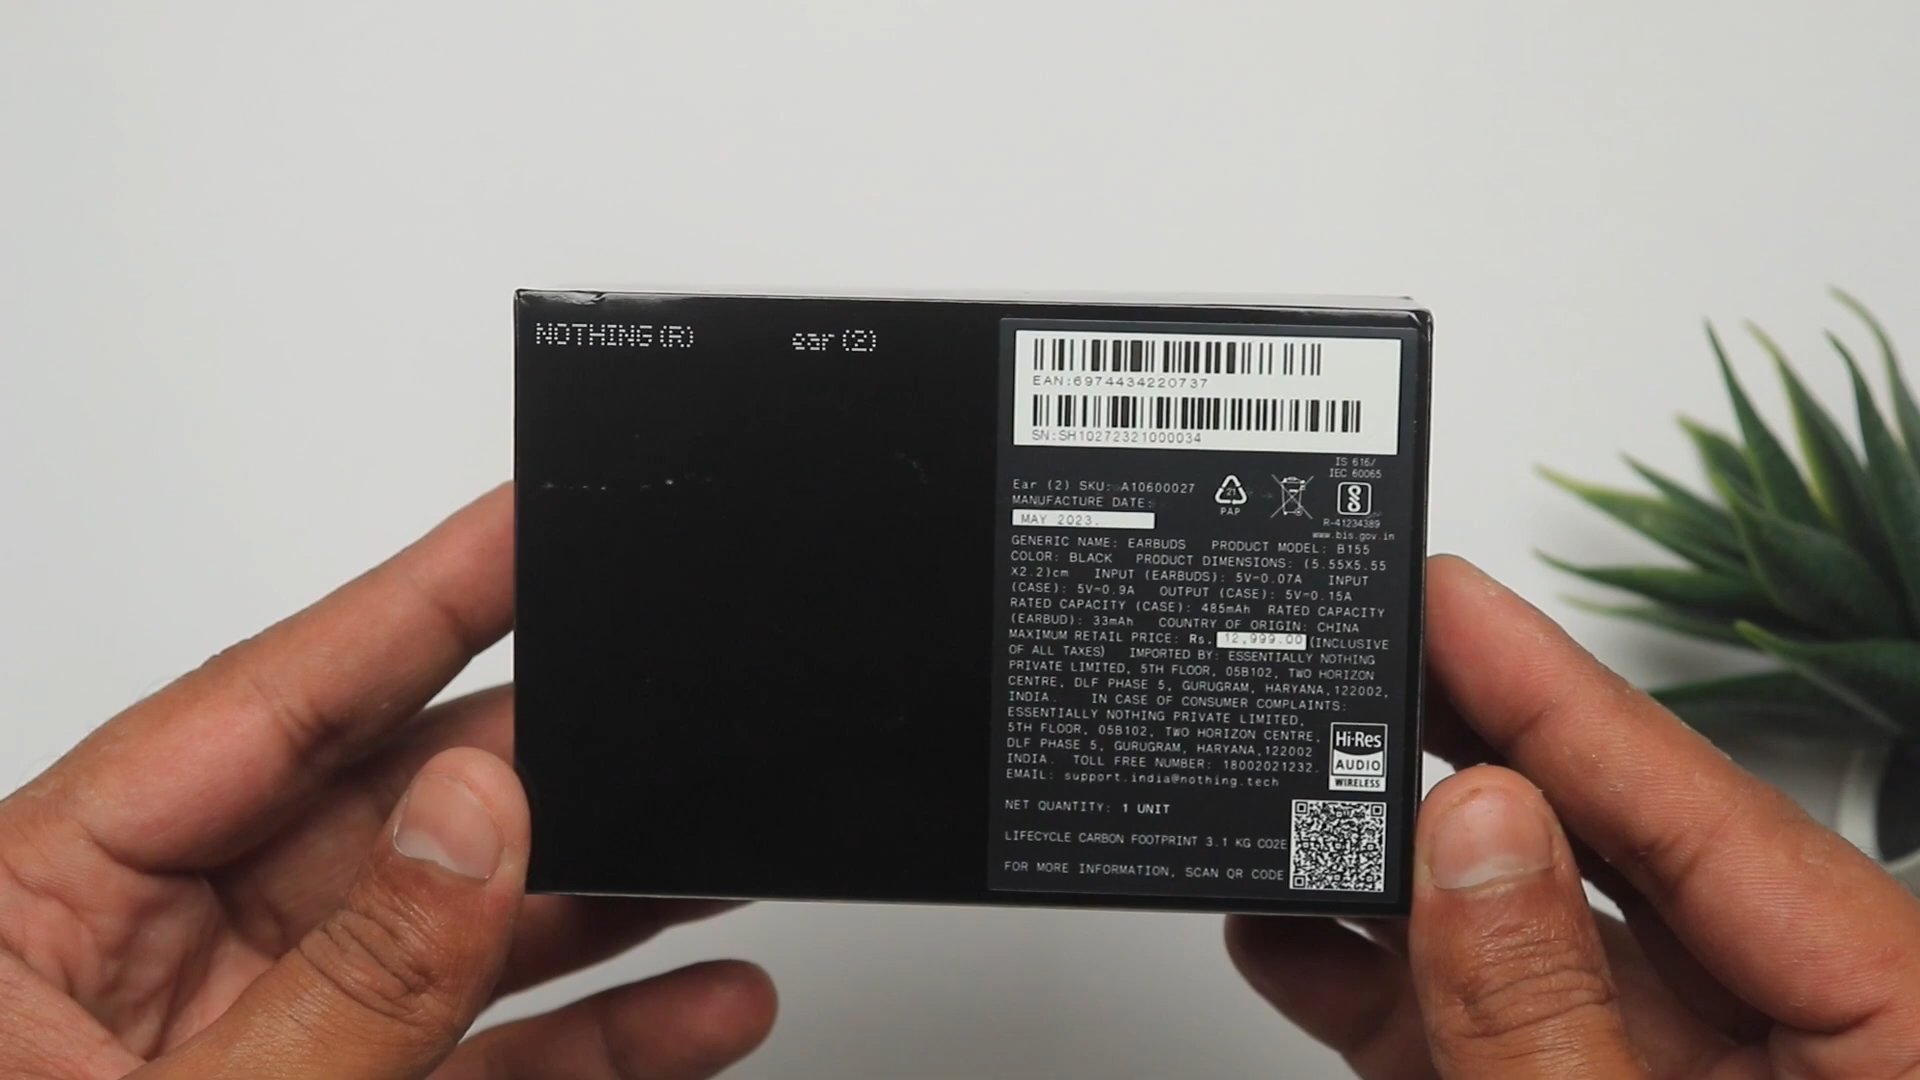 NOTHING(R) ear (2)
EAN:6974434220737
SN:SH10272321000034
IS 616/
IEC 60065
Ear (2) SKU: A10600027
MANUFACTURE DATE:
MAY 2023.
21
PAP
R-41234389
www.bis.gov.in
GENERIC NAME: EARBUDS PRODUCT MODEL: B155
COLOR: BLACK PRODUCT DIMENSIONS: (5.55X5.55
X2.2)cm INPUT (EARBUDS): 5V⎓0.07A INPUT
(CASE): 5V⎓0.9A OUTPUT (CASE): 5V⎓0.15A
RATED CAPACITY (CASE): 485mAh RATED CAPACITY
(EARBUD): 33mAh COUNTRY OF ORIGIN: CHINA
MAXIMUM RETAIL PRICE: Rs. 12,999.00 (INCLUSIVE
OF ALL TAXES) IMPORTED BY: ESSENTIALLY NOTHING
PRIVATE LIMITED, 5TH FLOOR, 05B102, TWO HORIZON
CENTRE, DLF PHASE 5, GURUGRAM, HARYANA,122002,
INDIA. IN CASE OF CONSUMER COMPLAINTS:
ESSENTIALLY NOTHING PRIVATE LIMITED,
5TH FLOOR, 05B102, TWO HORIZON CENTRE,
DLF PHASE 5, GURUGRAM, HARYANA,122002
INDIA. TOLL FREE NUMBER: 18002021232.
EMAIL: support.india@nothing.tech
Hi-Res
AUDIO
WIRELESS
NET QUANTITY: 1 UNIT
LIFECYCLE CARBON FOOTPRINT 3.1 KG CO2E
FOR MORE INFORMATION, SCAN QR CODE